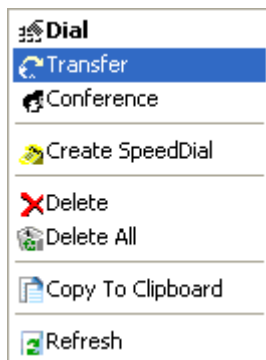 Dial
Transfer
Conference
Create SpeedDial
Delete
Delete All
Copy To Clipboard
Refresh